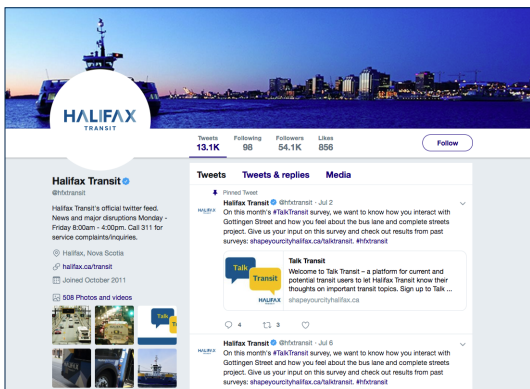 HALIFAX
TRANSIT
Tweets Following Followers Likes
13.1K 98 54.1K 856
Follow
Halifax Transit
@hfxtransit
Halifax Transit's official twitter feed.
News and major disruptions Monday -
Friday 8:00am - 4:00pm. Call 311 for
service complaints/inquiries.
Halifax, Nova Scotia
halifax.ca/transit
Joined October 2011
508 Photos and videos
Talk
Tweets Tweets & replies Media
Pinned Tweet
HALIFAX
Halifax Transit @hfxtransit · Jul 2
On this month's #TalkTransit survey, we want to know how you interact with
Gottingen Street and how you feel about the bus lane and complete streets
project. Give us your input on this survey and check out results from past
surveys: shapeyourcityhalifax.ca/talktransit. #hfxtransit
Talk
Transit
HALIFAX
Talk Transit
Welcome to Talk Transit – a platform for current and
potential transit users to let Halifax Transit know their
thoughts on important transit topics. Sign up to Talk ...
shapeyourcityhalifax.ca
4 3
HALIFAX
Halifax Transit @hfxtransit · Jul 6
On this month's #TalkTransit survey, we want to know how you interact with
Gottingen Street and how you feel about the bus lane and complete streets
project. Give us your input on this survey and check out results from past
surveys: shapeyourcityhalifax.ca/talktransit. #hfxtransit